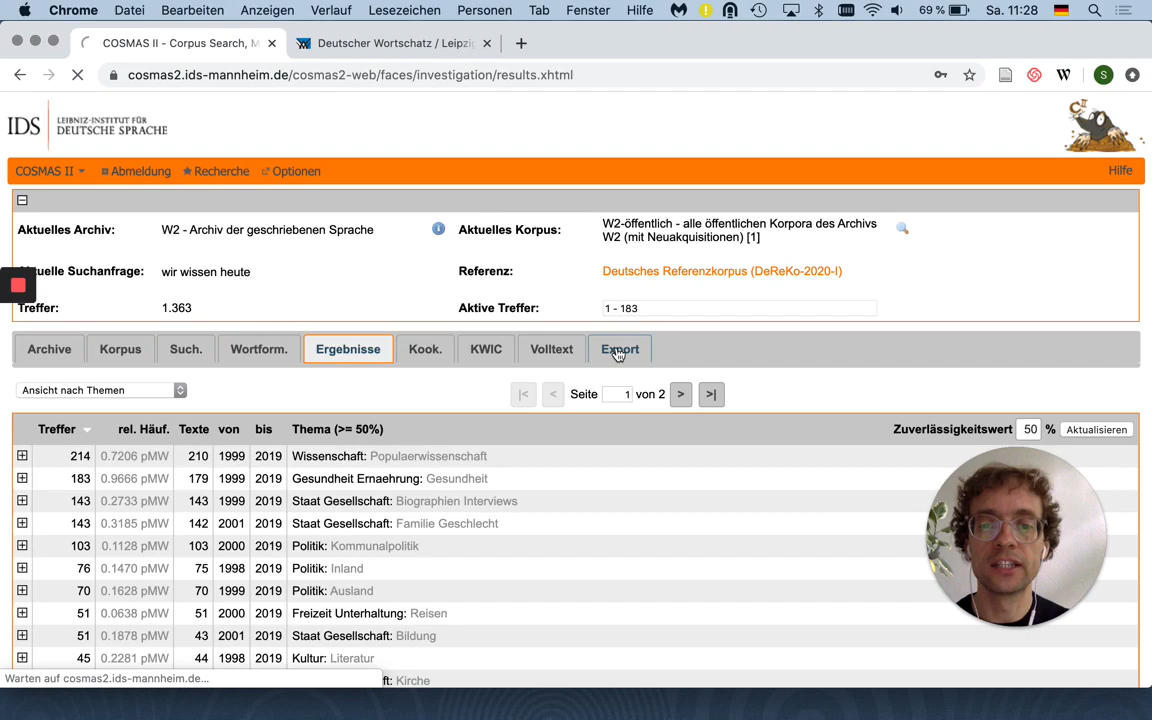 Chrome Datei Bearbeiten Anzeigen Verlauf Lesezeichen Personen Tab Fenster Hilfe 69 % Sa. 11:28
COSMAS II - Corpus Search, M Deutscher Wortschatz / Leipzig
cosmas2.ids-mannheim.de/cosmas2-web/faces/investigation/results.xhtml W S
IDS LEIBNIZ-INSTITUT FÜR
DEUTSCHE SPRACHE
COSMAS II Abmeldung Recherche Optionen Hilfe
Aktuelles Archiv: W2 - Archiv der geschriebenen Sprache Aktuelles Korpus: W2-öffentlich - alle öffentlichen Korpora des Archivs
W2 (mit Neuakquisitionen) [1]
ktuelle Suchanfrage: wir wissen heute Referenz: Deutsches Referenzkorpus (DeReKo-2020-I)
Treffer: 1.363 Aktive Treffer: 1 - 183
Archive Korpus Such. Wortform. Ergebnisse Kook. KWIC Volltext Export
Ansicht nach Themen |< < Seite 1 von 2 > >|
Treffer rel. Häuf. Texte von bis Thema (>= 50%) Zuverlässigkeitswert 50 % Aktualisieren
214 0.7206 pMW 210 1999 2019 Wissenschaft: Populaerwissenschaft
183 0.9666 pMW 179 1999 2019 Gesundheit Ernaehrung: Gesundheit
143 0.2733 pMW 143 1999 2019 Staat Gesellschaft: Biographien Interviews
143 0.3185 pMW 142 2001 2019 Staat Gesellschaft: Familie Geschlecht
103 0.1128 pMW 103 2000 2019 Politik: Kommunalpolitik
76 0.1470 pMW 75 1998 2019 Politik: Inland
70 0.1628 pMW 70 1999 2019 Politik: Ausland
51 0.0638 pMW 51 2000 2019 Freizeit Unterhaltung: Reisen
51 0.1878 pMW 43 2001 2019 Staat Gesellschaft: Bildung
45 0.2281 pMW 44 1998 2019 Kultur: Literatur
Warten auf cosmas2.ids-mannheim.de... ft: Kirche